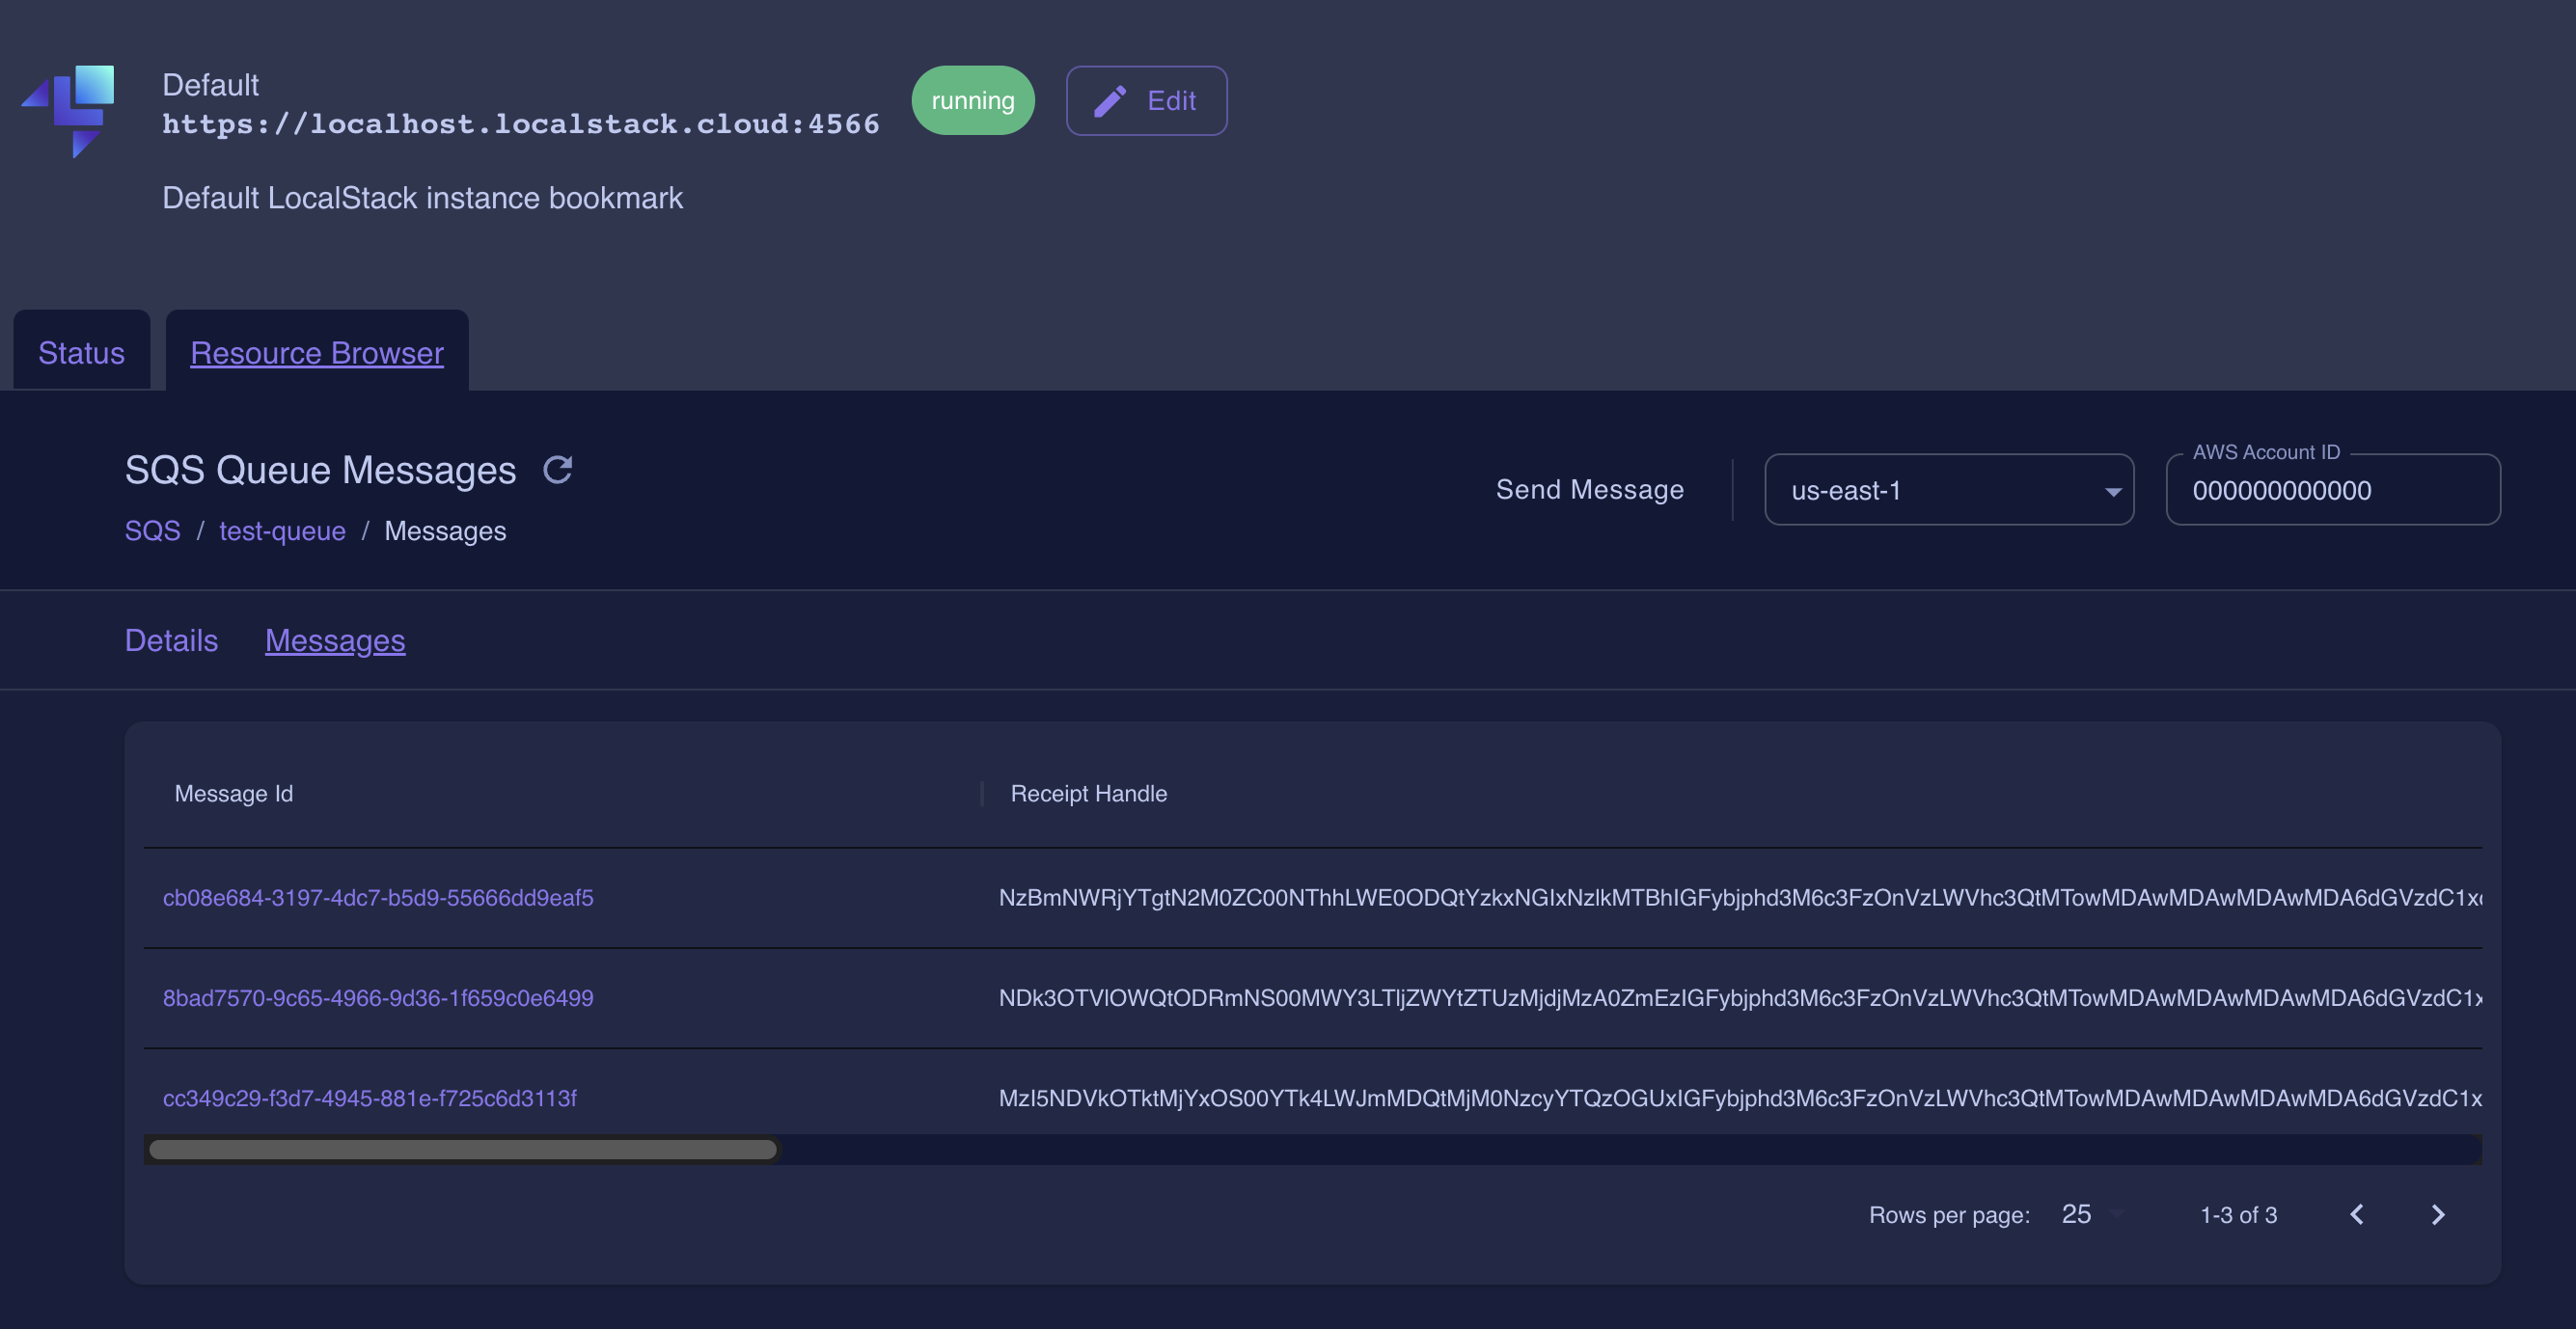 Default
https://localhost.localstack.cloud:4566
running
Edit
Default LocalStack instance bookmark
Status
Resource Browser
SQS Queue Messages
SQS / test-queue / Messages
Send Message
us-east-1
AWS Account ID
000000000000
Details
Messages
Message Id
Receipt Handle
cb08e684-3197-4dc7-b5d9-55666dd9eaf5
NzBmNWRjYTgtN2M0ZC00NThhLWE0ODQtYzkxNGIxNzlkMTBhIGFybjphd3M6c3FzOnVzLWVhc3QtMTowMDAwMDAwMDAwMDA6dGVzdC1x
8bad7570-9c65-4966-9d36-1f659c0e6499
NDk3OTVlOWQtODRmNS00MWY3LTljZWYtZTUzMjdjMzA0ZmEzIGFybjphd3M6c3FzOnVzLWVhc3QtMTowMDAwMDAwMDAwMDA6dGVzdC1x
cc349c29-f3d7-4945-881e-f725c6d3113f
MzI5NDVkOTktMjYxOS00YTk4LWJmMDQtMjM0NzcyYTQzOGUxIGFybjphd3M6c3FzOnVzLWVhc3QtMTowMDAwMDAwMDAwMDA6dGVzdC1x
Rows per page: 25
1-3 of 3